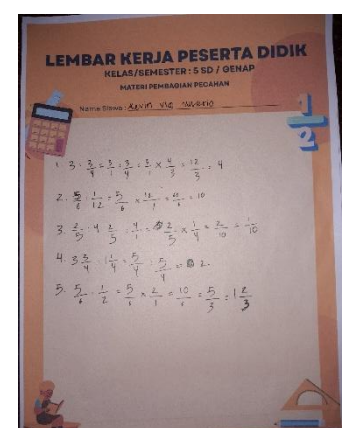 LEMBAR KERJA PESERTA DIDIK
KELAS/SEMESTER : 5 SD / GENAP
MATERI PEMBAGIAN PECAHAN
Nama Siswa : Kevin
1/2
1. 3 : 3/4 = 3/1 : 3/4 = 3/1 × 4/3 = 12/3 = 4
2. 5/6 : 1/12 = 5/6 × 12/1 = 60/6 = 10
3. 2/5 : 4 2/5 : 4/1 = 2/5 × 1/4 = 2/20 = 1/10
4. 3 3/4 : 1 1/4 = 5/4 : 5/4 = 2
5. 5/6 : 1/2 = 5/6 × 2/1 = 10/6 = 5/3 = 1 2/3